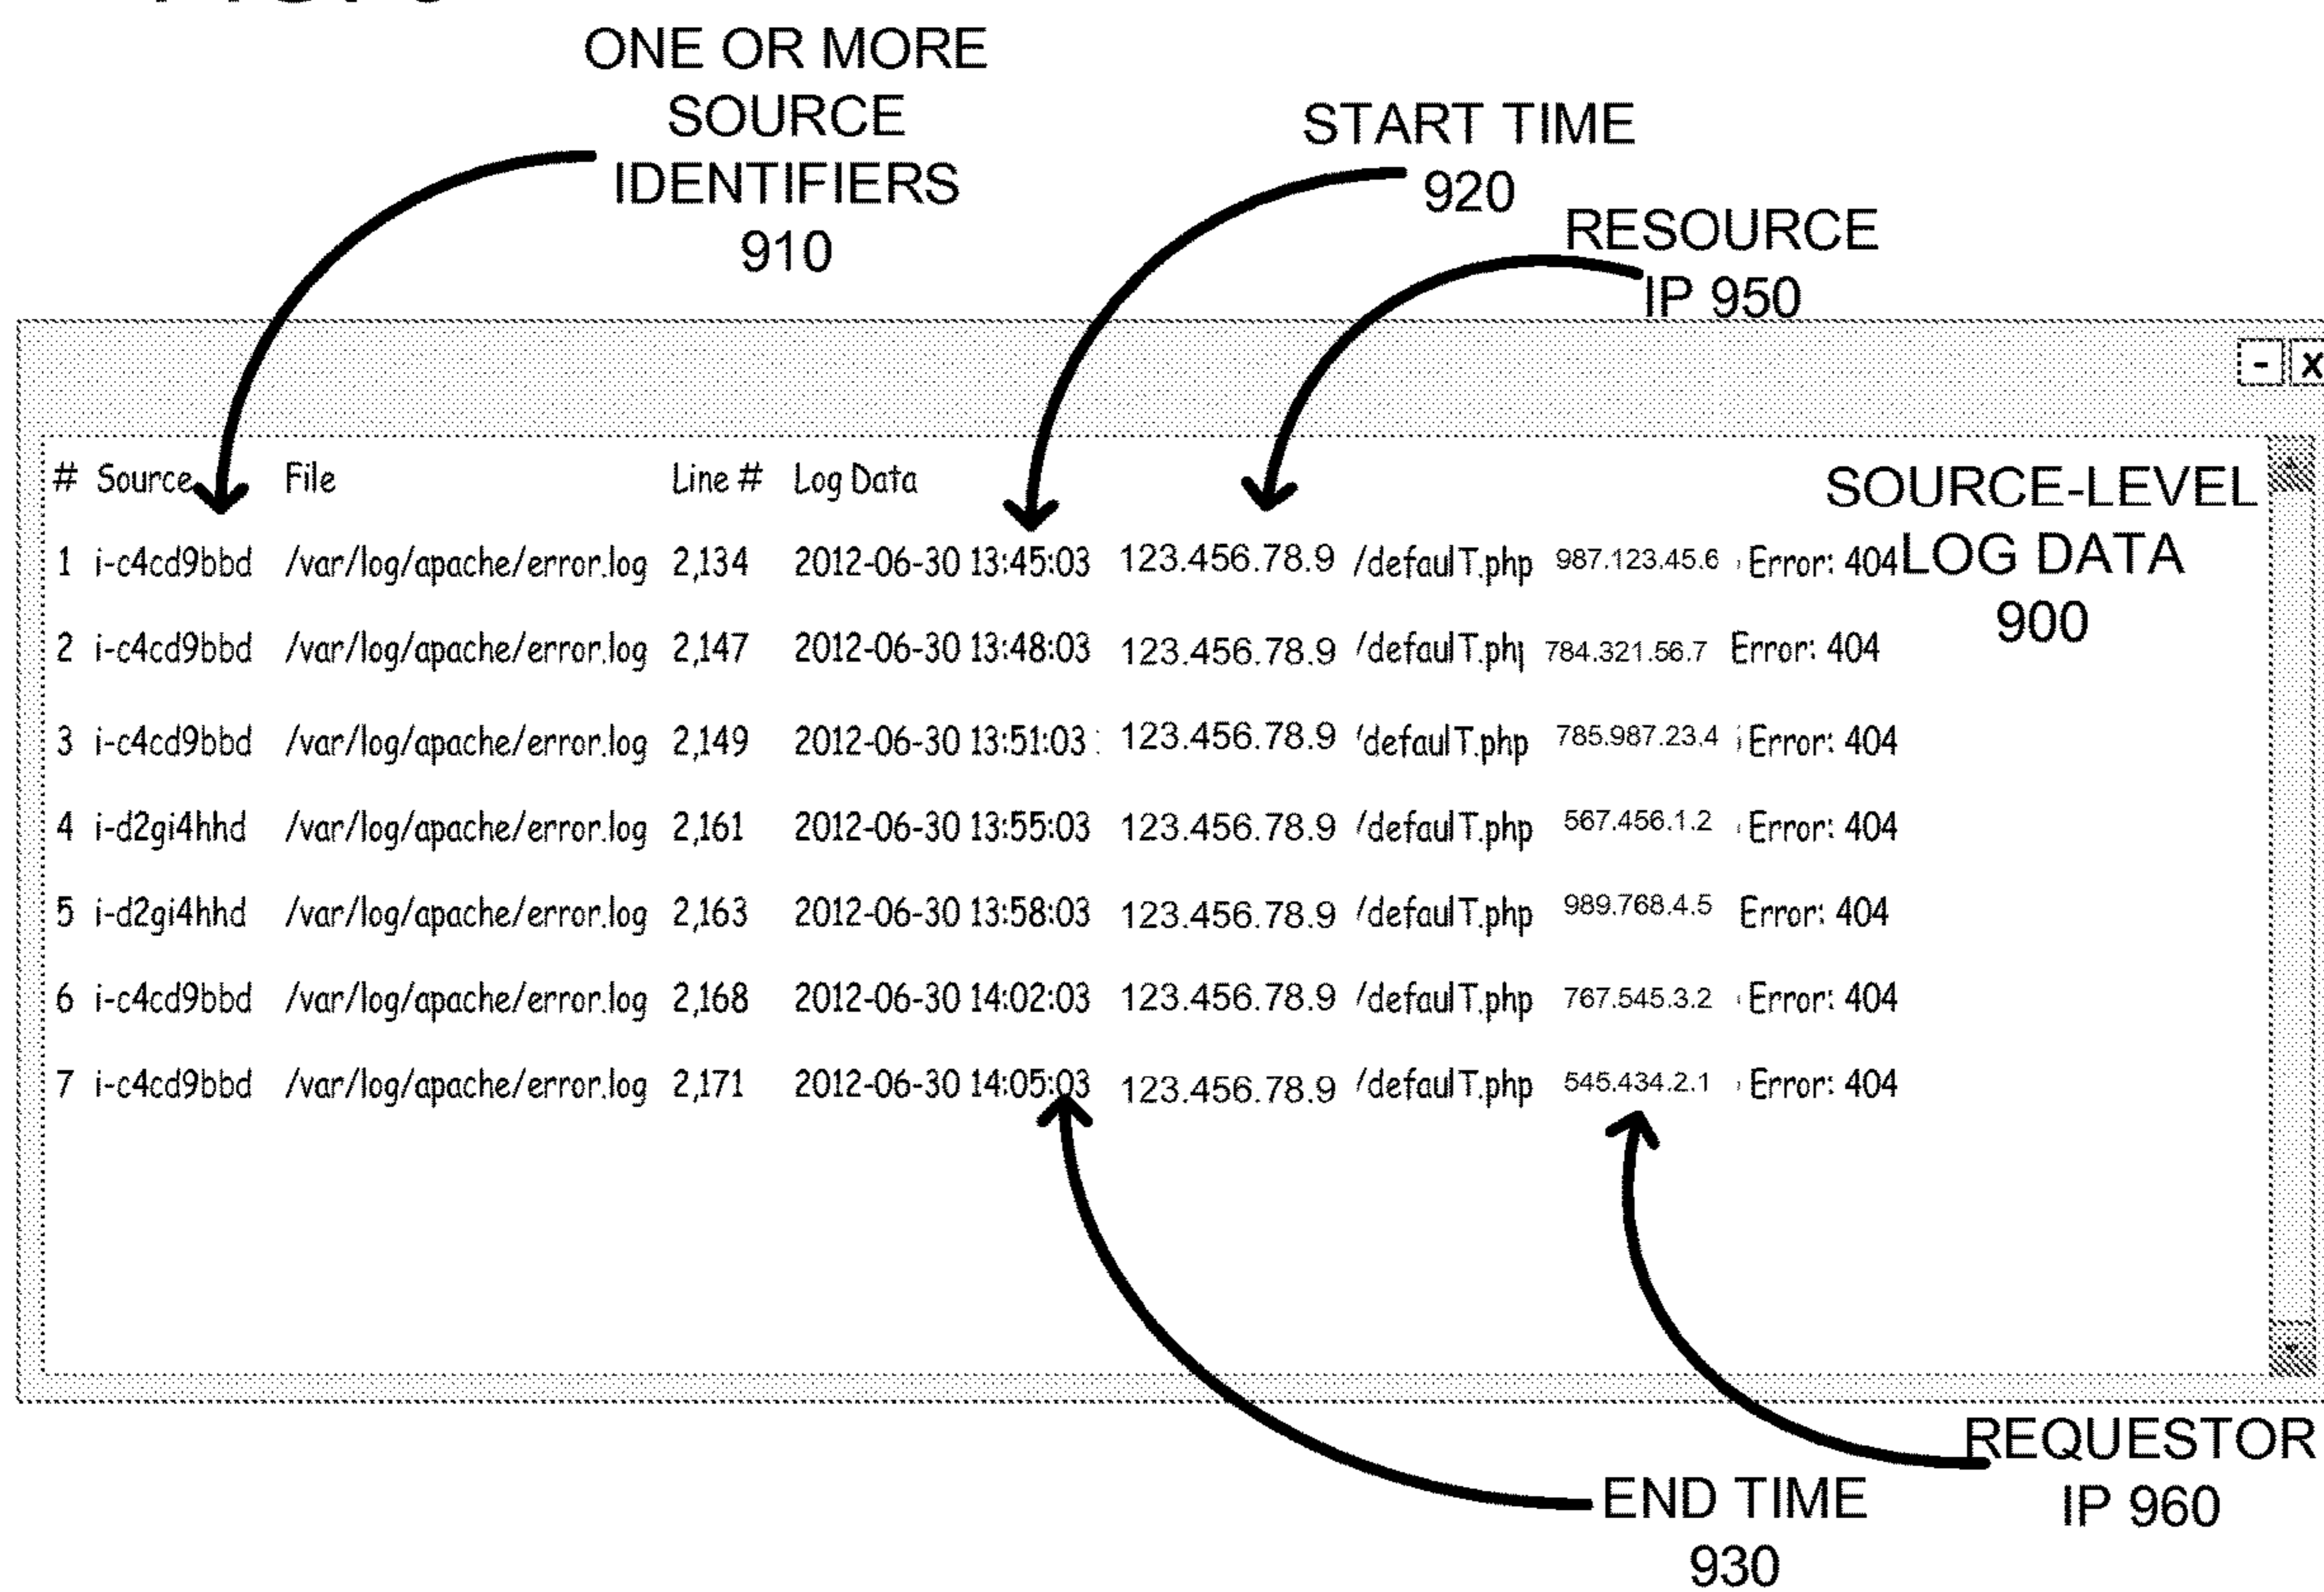 ONE OR MORE
SOURCE
IDENTIFIERS
910
START TIME
920
RESOURCE
IP 950
- x
# Source File Line # Log Data
SOURCE-LEVEL
LOG DATA
900
1 i-c4cd9bbd /var/log/apache/error.log 2,134 2012-06-30 13:45:03 123.456.78.9 /defaulT.php 987.123.45.6 Error: 404
2 i-c4cd9bbd /var/log/apache/error.log 2,147 2012-06-30 13:48:03 123.456.78.9 /defaulT.ph 784.321.56.7 Error: 404
3 i-c4cd9bbd /var/log/apache/error.log 2,149 2012-06-30 13:51:03 123.456.78.9 /defaulT.php 785.987.23.4 Error: 404
4 i-d2gi4hhd /var/log/apache/error.log 2,161 2012-06-30 13:55:03 123.456.78.9 /defaulT.php 567.456.1.2 Error: 404
5 i-d2gi4hhd /var/log/apache/error.log 2,163 2012-06-30 13:58:03 123.456.78.9 /defaulT.php 989.768.4.5 Error: 404
6 i-c4cd9bbd /var/log/apache/error.log 2,168 2012-06-30 14:02:03 123.456.78.9 /defaulT.php 767.545.3.2 Error: 404
7 i-c4cd9bbd /var/log/apache/error.log 2,171 2012-06-30 14:05:03 123.456.78.9 /defaulT.php 545.434.2.1 Error: 404
REQUESTOR
IP 960
END TIME
930